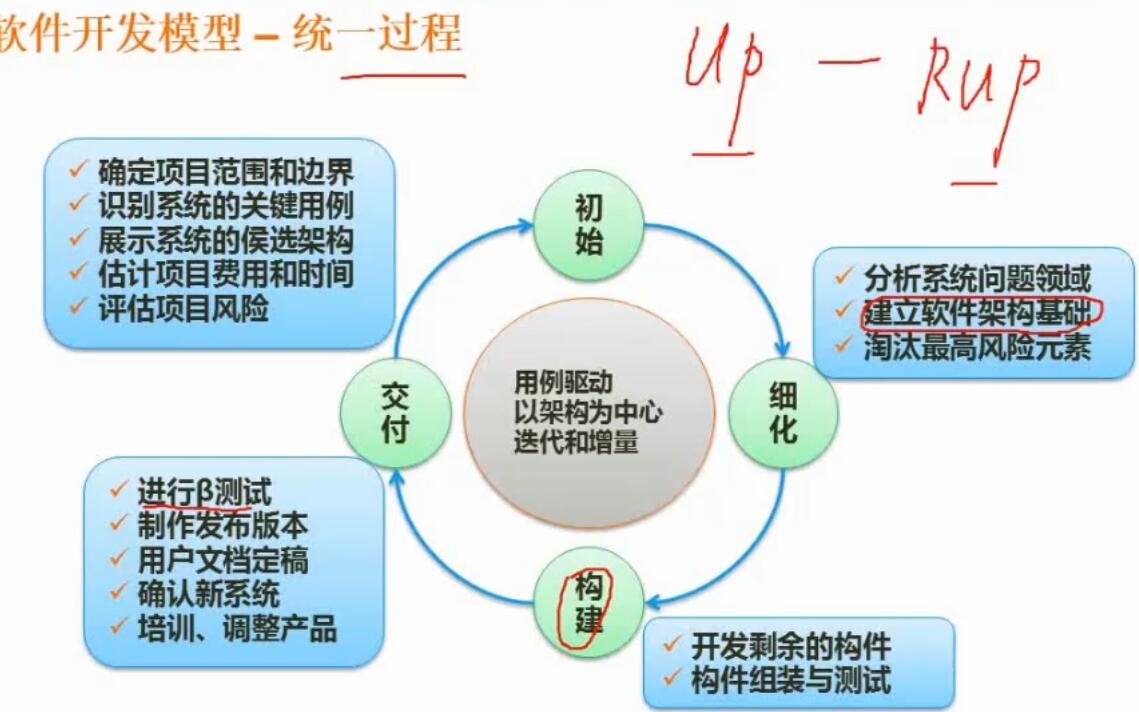 软件开发模型 – 统一过程
Up — RUP
确定项目范围和边界
识别系统的关键用例
展示系统的侯选架构
估计项目费用和时间
评估项目风险
初
始
分析系统问题领域
建立软件架构基础
淘汰最高风险元素
用例驱动
以架构为中心
迭代和增量
交
付
细
化
进行β测试
制作发布版本
用户文档定稿
确认新系统
培训、调整产品
构
建
开发剩余的构件
构件组装与测试